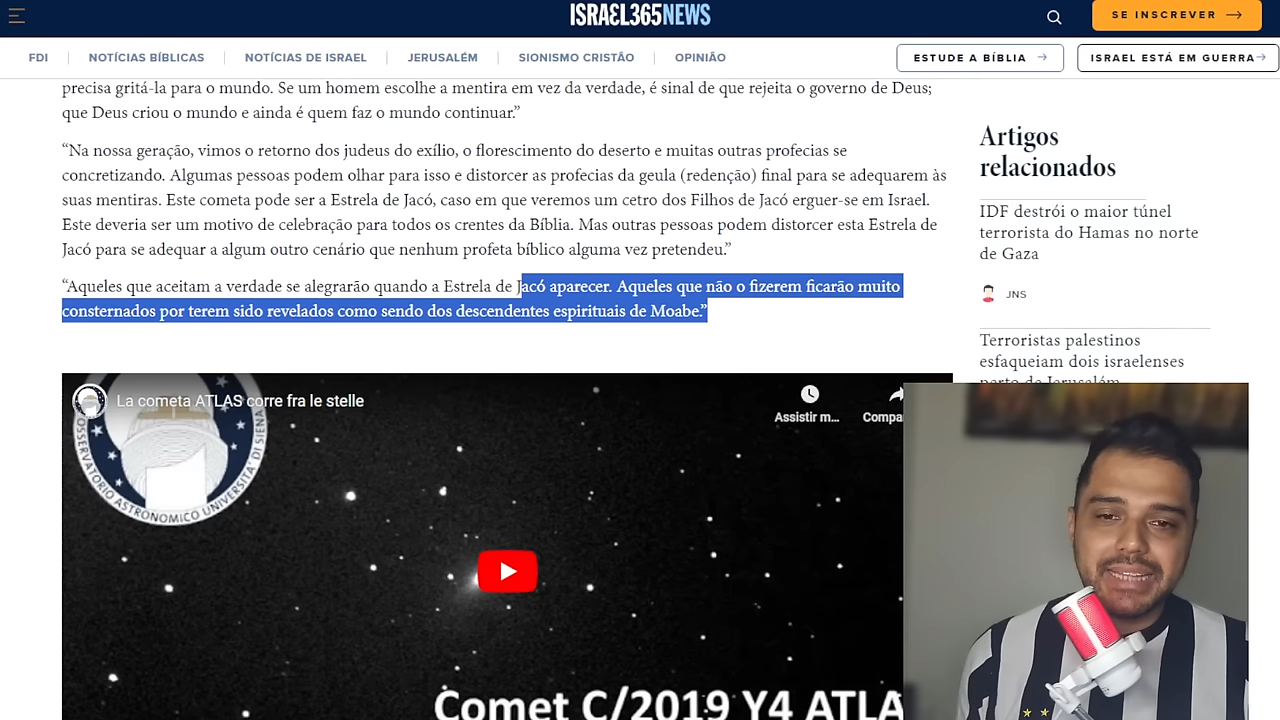 ISRAEL365NEWS
SE INSCREVER
FDI
NOTÍCIAS BÍBLICAS
NOTÍCIAS DE ISRAEL
JERUSALÉM
SIONISMO CRISTÃO
OPINIÃO
ESTUDE A BÍBLIA
ISRAEL ESTÁ EM GUERRA
precisa gritá-la para o mundo. Se um homem escolhe a mentira em vez da verdade, é sinal de que rejeita o governo de Deus;
que Deus criou o mundo e ainda é quem faz o mundo continuar.”
“Na nossa geração, vimos o retorno dos judeus do exílio, o florescimento do deserto e muitas outras profecias se
concretizando. Algumas pessoas podem olhar para isso e distorcer as profecias da geula (redenção) final para se adequarem às
suas mentiras. Este cometa pode ser a Estrela de Jacó, caso em que veremos um cetro dos Filhos de Jacó erguer-se em Israel.
Este deveria ser um motivo de celebração para todos os crentes da Bíblia. Mas outras pessoas podem distorcer esta Estrela de
Jacó para se adequar a algum outro cenário que nenhum profeta bíblico alguma vez pretendeu.”
“Aqueles que aceitam a verdade se alegrarão quando a Estrela de Jacó aparecer. Aqueles que não o fizerem ficarão muito
consternados por terem sido revelados como sendo dos descendentes espirituais de Moabe.”
Artigos
relacionados
IDF destrói o maior túnel
terrorista do Hamas no norte
de Gaza
JNS
Terroristas palestinos
esfaqueiam dois israelenses
perto de Jerusalém
La cometa ATLAS corre fra le stelle
Assistir m...
Compa
OSSERVATORIO ASTRONOMICO UNIVERSITA' DI SIENA
Comet C/2019 Y4 ATLA